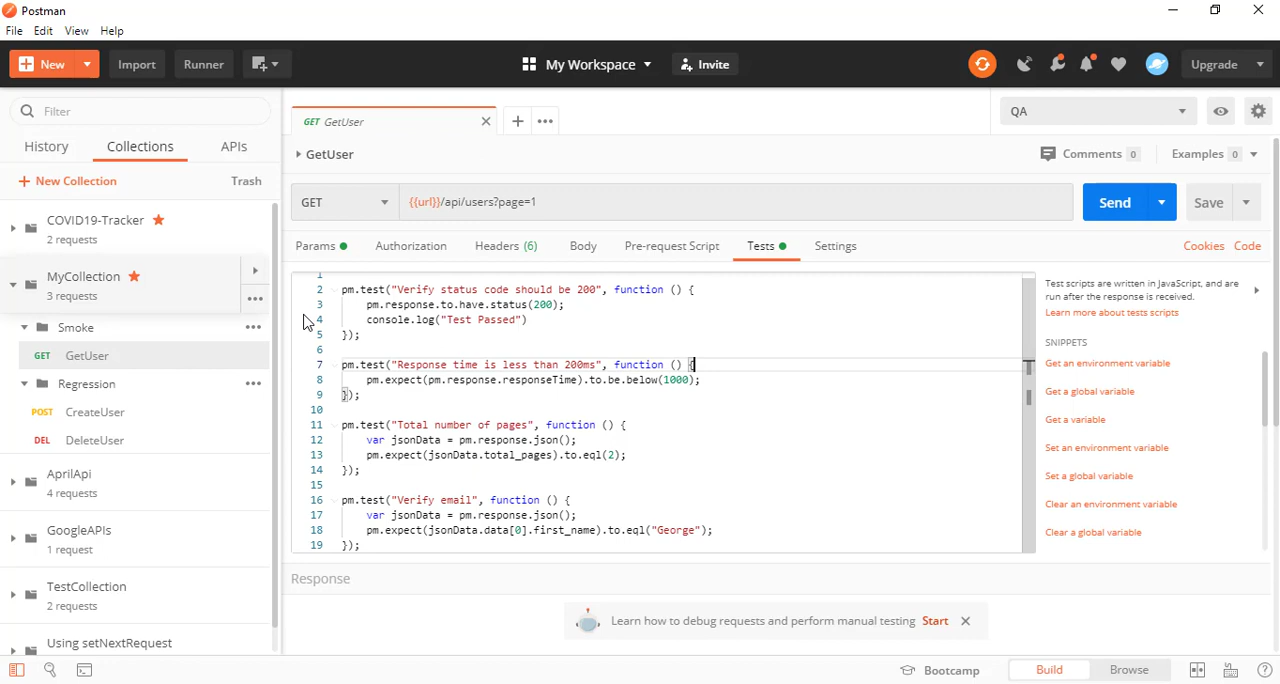 Postman
File Edit View Help
New Import Runner My Workspace Invite Upgrade
Filter
History Collections APIs
New Collection Trash
COVID19-Tracker
2 requests
MyCollection
3 requests
Smoke
GET GetUser
Regression
POST CreateUser
DEL DeleteUser
AprilApi
4 requests
GoogleAPIs
1 request
TestCollection
2 requests
Using setNextRequest
GET GetUser
QA
GetUser
Comments 0 Examples 0
GET {{url}}/api/users?page=1 Send Save
Params Authorization Headers (6) Body Pre-request Script Tests Settings Cookies Code
1
2 pm.test("Verify status code should be 200", function () {
3 pm.response.to.have.status(200);
4 console.log("Test Passed")
5 });
6
7 pm.test("Response time is less than 200ms", function () {
8 pm.expect(pm.response.responseTime).to.be.below(1000);
9 });
10
11 pm.test("Total number of pages", function () {
12 var jsonData = pm.response.json();
13 pm.expect(jsonData.total_pages).to.eql(2);
14 });
15
16 pm.test("Verify email", function () {
17 var jsonData = pm.response.json();
18 pm.expect(jsonData.data[0].first_name).to.eql("George");
19 });
Test scripts are written in JavaScript, and are
run after the response is received.
Learn more about tests scripts
SNIPPETS
Get an environment variable
Get a global variable
Get a variable
Set an environment variable
Set a global variable
Clear an environment variable
Clear a global variable
Response
Learn how to debug requests and perform manual testing Start
Bootcamp Build Browse